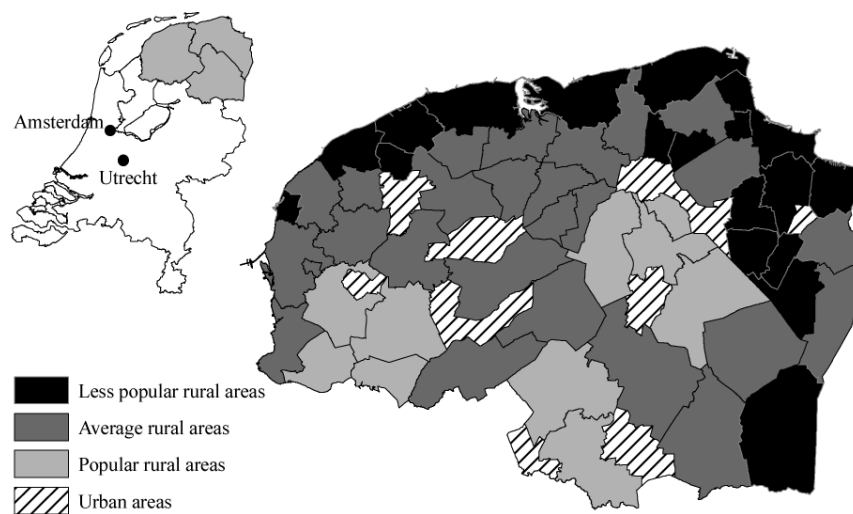 Amsterdam
Utrecht
Less popular rural areas
Average rural areas
Popular rural areas
Urban areas